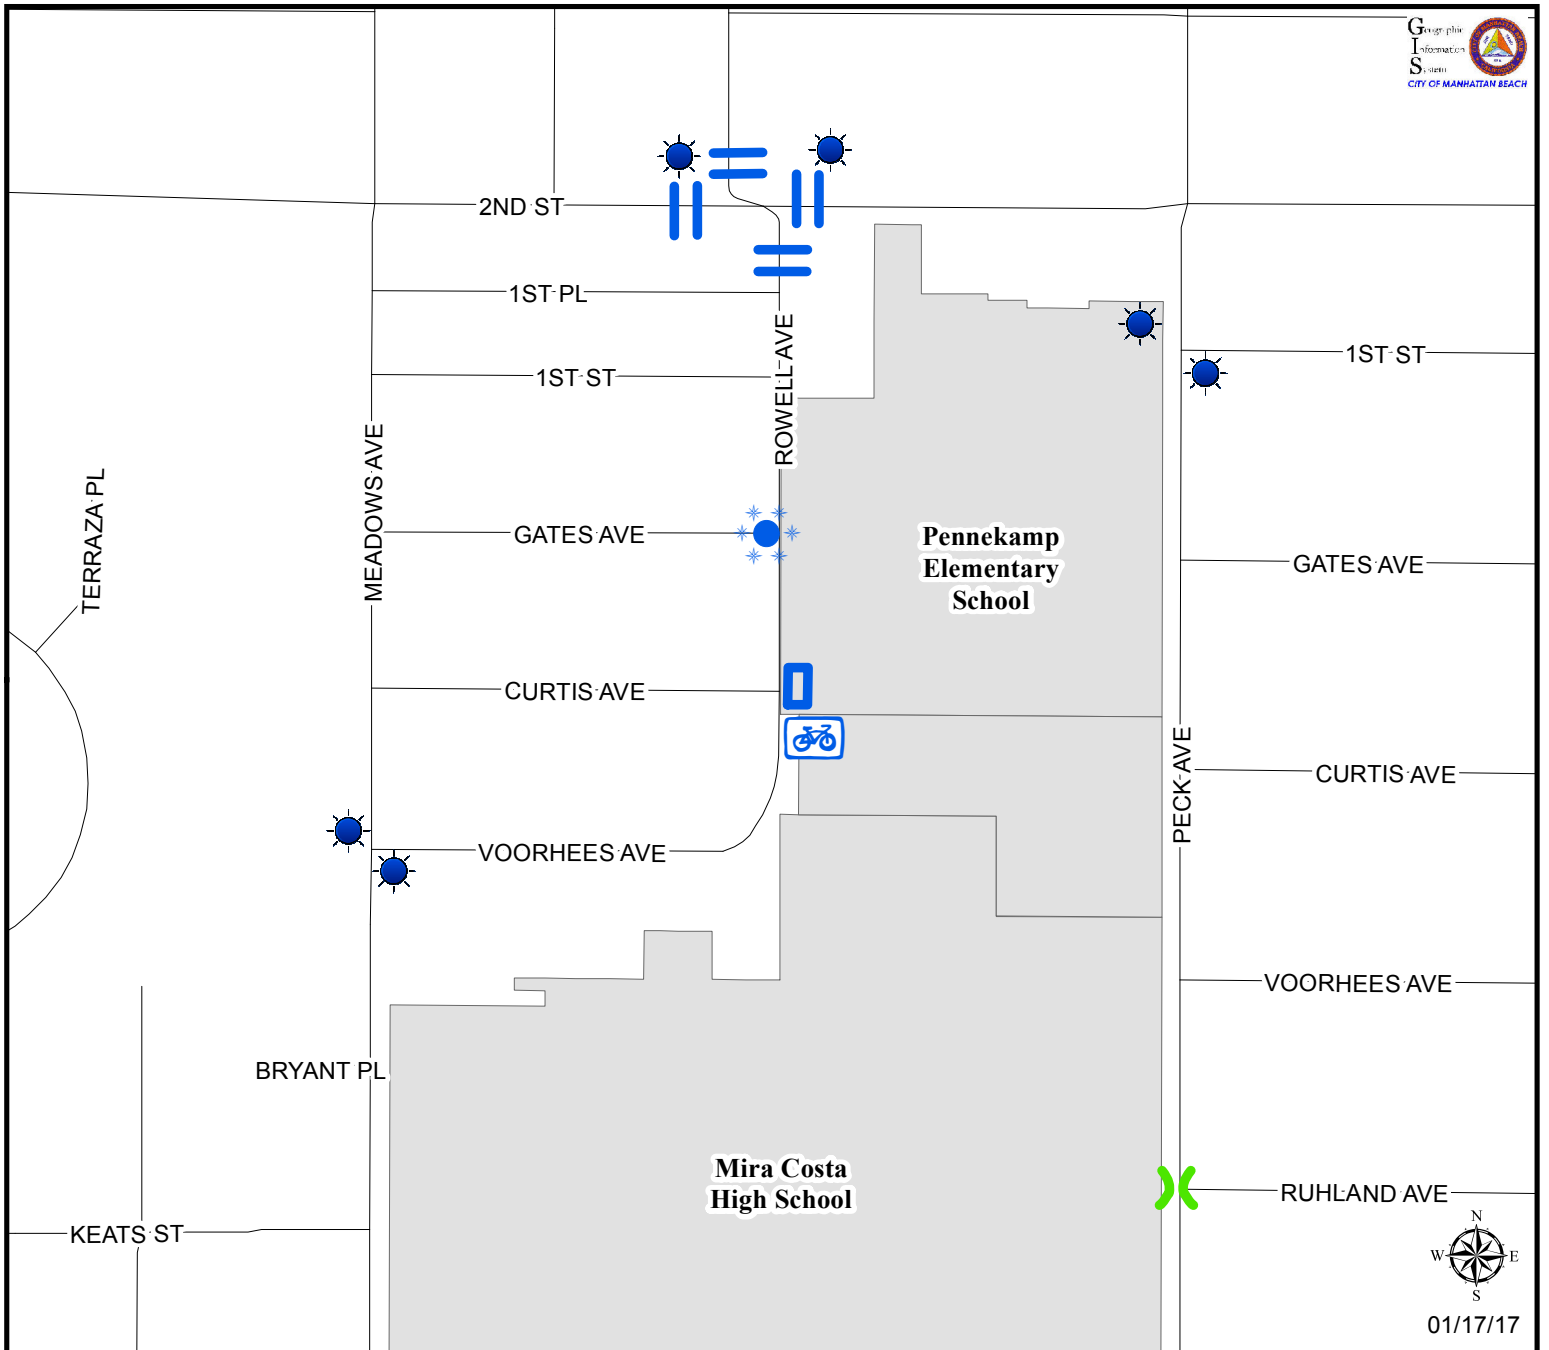 Geographic
Information
System
CITY OF MANHATTAN BEACH
2ND ST
1ST PL
1ST ST
1ST ST
ROWELL AVE
MEADOWS AVE
TERRAZA PL
GATES AVE
Pennekamp
Elementary
School
GATES AVE
CURTIS AVE
PECK AVE
CURTIS AVE
VOORHEES AVE
VOORHEES AVE
BRYANT PL
Mira Costa
High School
RUHLAND AVE
KEATS ST
N
W
E
S
01/17/17